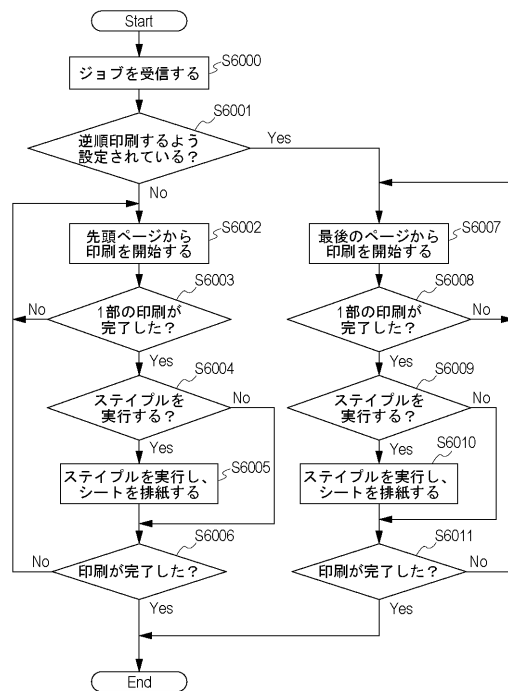 Start
ジョブを受信する
S6000
逆順印刷するよう
設定されている？
S6001
Yes
No
先頭ページから
印刷を開始する
S6002
1部の印刷が
完了した？
S6003
No
Yes
ステイプルを
実行する？
S6004
No
Yes
ステイプルを実行し、
シートを排紙する
S6005
印刷が完了した？
S6006
No
Yes
最後のページから
印刷を開始する
S6007
1部の印刷が
完了した？
S6008
No
Yes
ステイプルを
実行する？
S6009
No
Yes
ステイプルを実行し、
シートを排紙する
S6010
印刷が完了した？
S6011
No
Yes
End